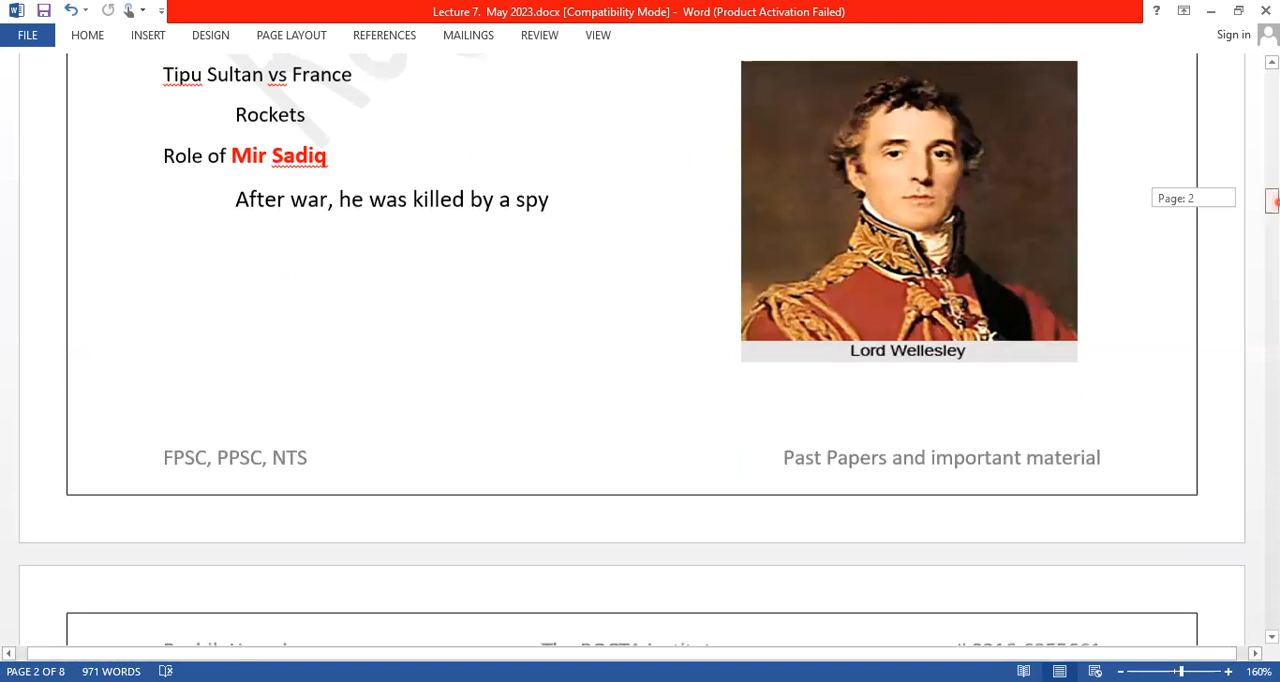 Lecture 7.  May 2023.docx [Compatibility Mode] -  Word (Product Activation Failed)
FILE HOME INSERT DESIGN PAGE LAYOUT REFERENCES MAILINGS REVIEW VIEW Sign in
Tipu Sultan vs France
Rockets
Role of Mir Sadiq
After war, he was killed by a spy
Page: 2
Lord Wellesley
FPSC, PPSC, NTS Past Papers and important material
PAGE 2 OF 8 971 WORDS 160%